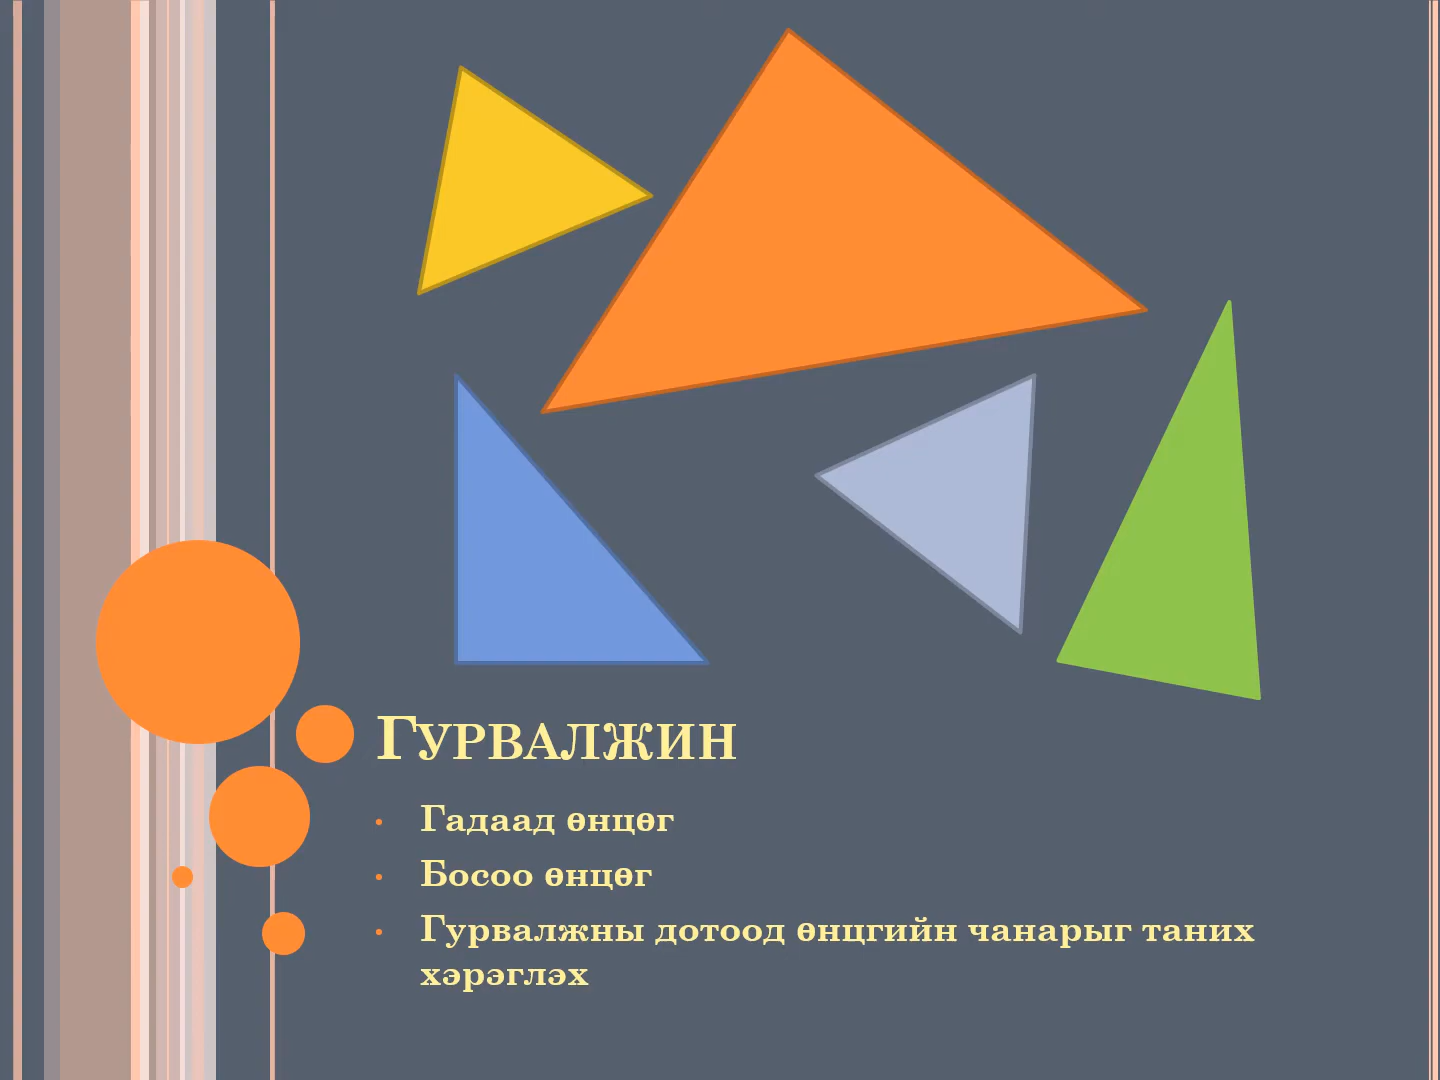 ГУРВАЛЖИН
• Гадаад өнцөг
• Босоо өнцөг
• Гурвалжны дотоод өнцгийн чанарыг таних
хэрэглэх